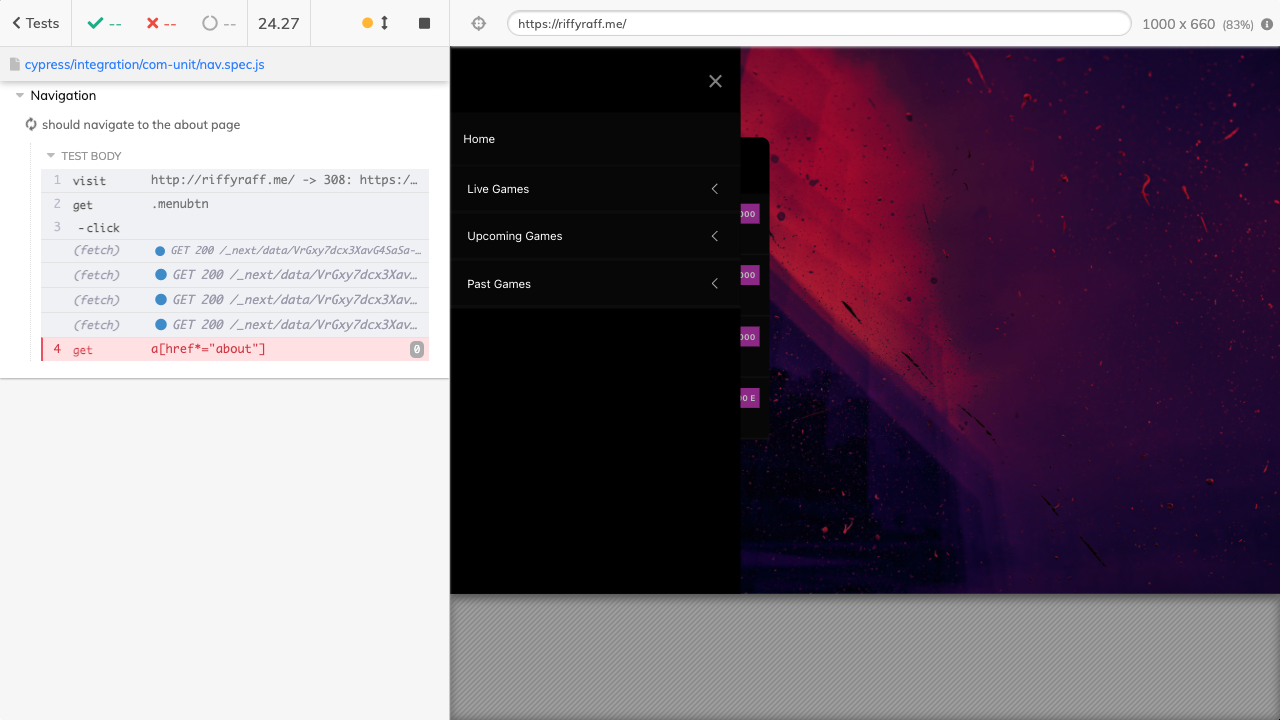 Tests
--
--
--
24.27
https://riffyraff.me/
1000 x 660 (83%)
cypress/integration/com-unit/nav.spec.js
Navigation
should navigate to the about page
TEST BODY
1 visit http://riffyraff.me/ -> 308: https:/…
2 get .menubtn
3 -click
(fetch) GET 200 /_next/data/VrGxy7dcx3XavG4SaSa-…
(fetch) GET 200 /_next/data/VrGxy7dcx3Xav…
(fetch) GET 200 /_next/data/VrGxy7dcx3Xav…
(fetch) GET 200 /_next/data/VrGxy7dcx3Xav…
4 get a[href*="about"] 0
Home
Live Games
Upcoming Games
Past Games
000
000
000
00 E